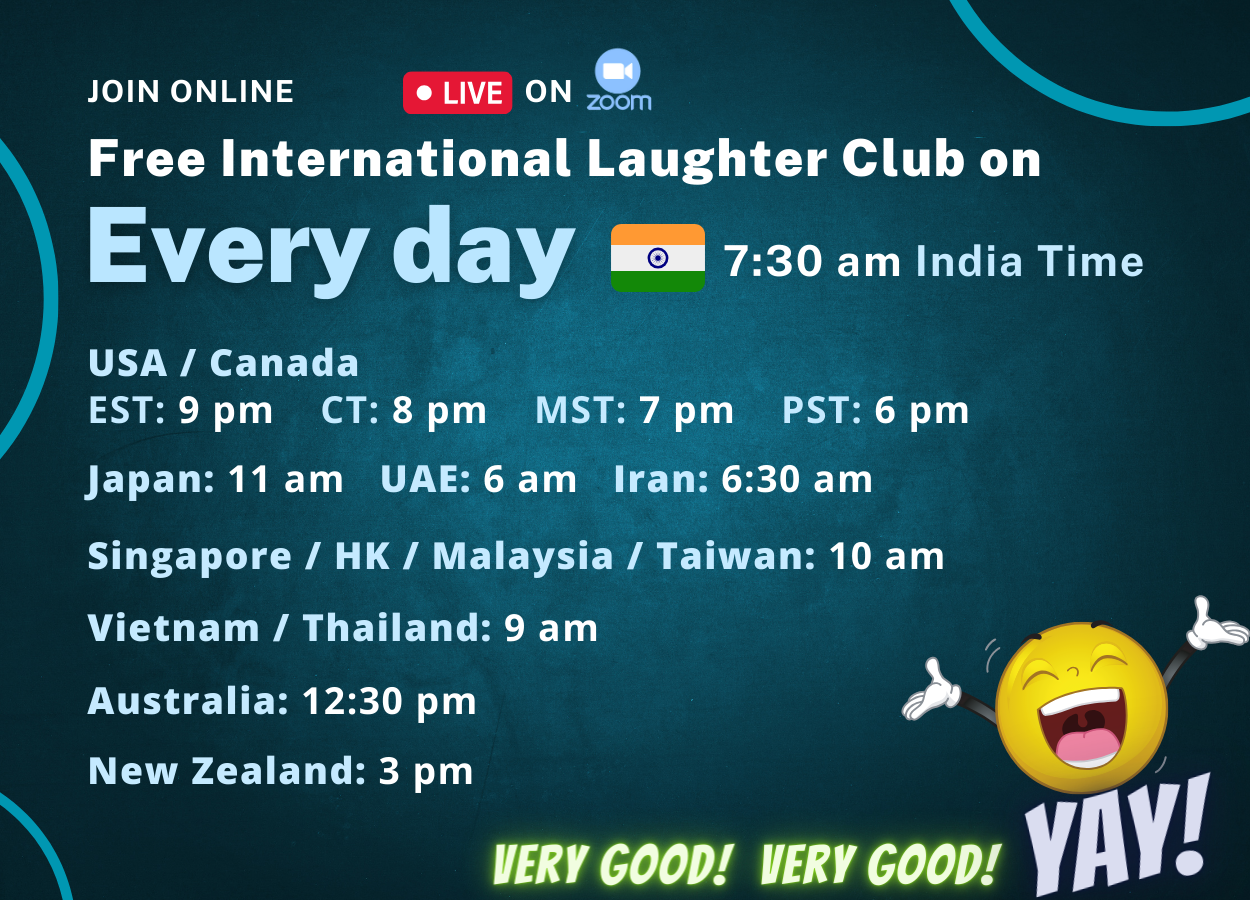 JOIN ONLINE LIVE ON zoom
Free International Laughter Club on
Every day 7:30 am India Time
USA / Canada
EST: 9 pm CT: 8 pm MST: 7 pm PST: 6 pm
Japan: 11 am UAE: 6 am Iran: 6:30 am
Singapore / HK / Malaysia / Taiwan: 10 am
Vietnam / Thailand: 9 am
Australia: 12:30 pm
New Zealand: 3 pm
VERY GOOD! VERY GOOD! YAY!